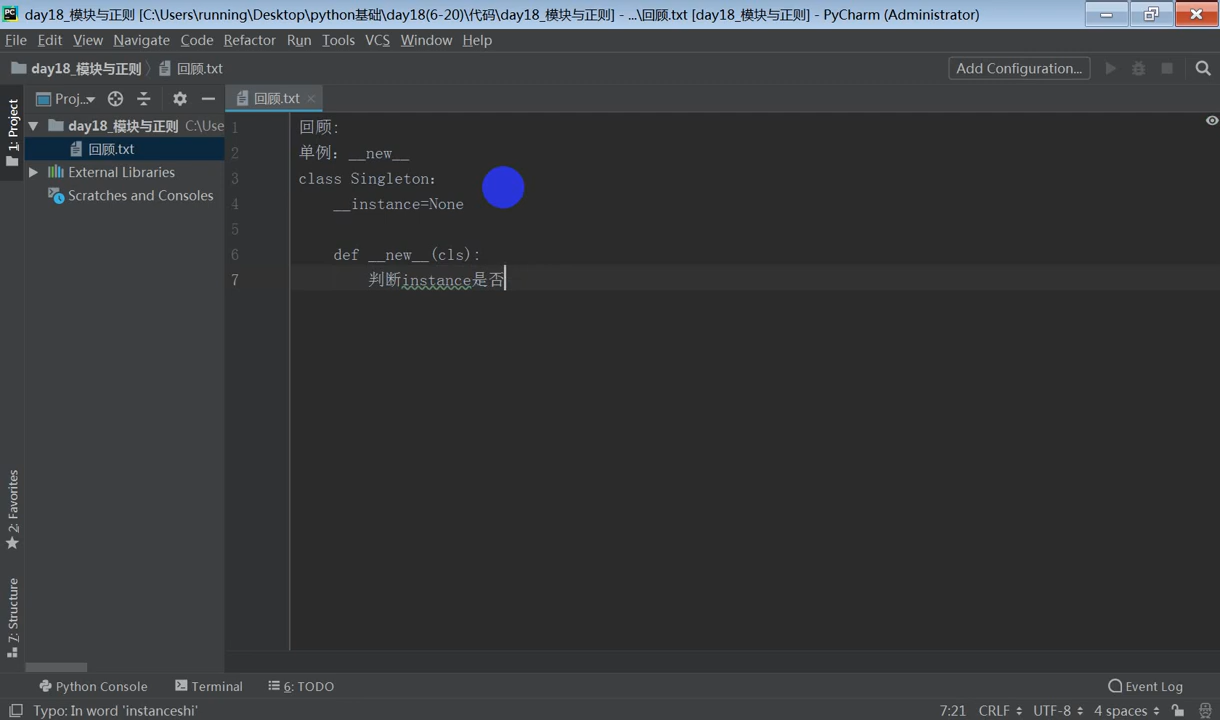 day18_模块与正则 [C:\Users\running\Desktop\python基础\day18(6-20)\代码\day18_模块与正则] - ...\回顾.txt [day18_模块与正则] - PyCharm (Administrator)
File Edit View Navigate Code Refactor Run Tools VCS Window Help
day18_模块与正则 回顾.txt Add Configuration...
1: Project
Proj... 回顾.txt
day18_模块与正则 C:\Use
回顾.txt
External Libraries
Scratches and Consoles
1 回顾:
2 单例: __new__
3 class Singleton:
4 __instance=None
5
6 def __new__(cls):
7 判断instance是否
2: Favorites
7: Structure
Python Console Terminal 6: TODO Event Log
Typo: In word 'instanceshi' 7:21 CRLF UTF-8 4 spaces